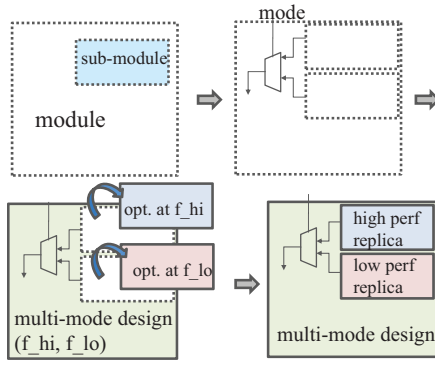 sub-module
module
mode
opt. at f_hi
opt. at f_lo
multi-mode design
(f_hi, f_lo)
high perf
replica
low perf
replica
multi-mode design